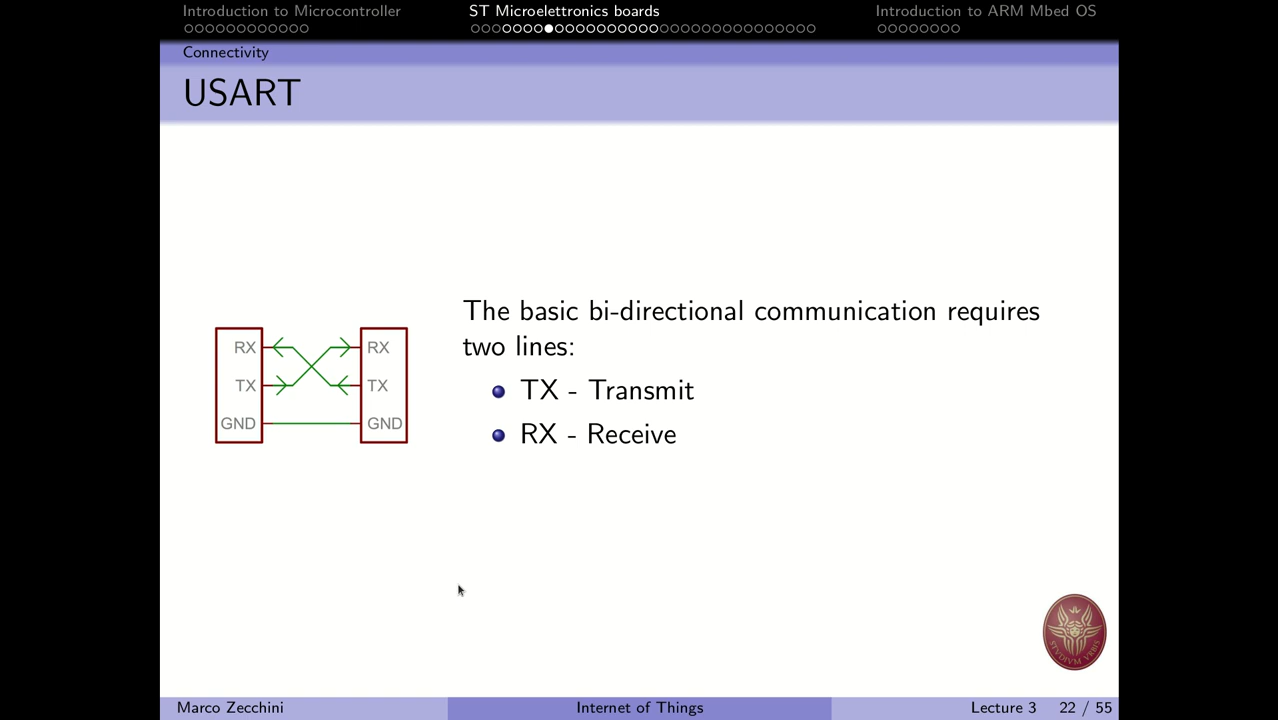 Introduction to Microcontroller
ST Microelettronics boards
Introduction to ARM Mbed OS
Connectivity
USART
RX
TX
GND
RX
TX
GND
The basic bi-directional communication requires
two lines:
TX - Transmit
RX - Receive
STVDIVM VRBIS
Marco Zecchini
Internet of Things
Lecture 3 22 / 55